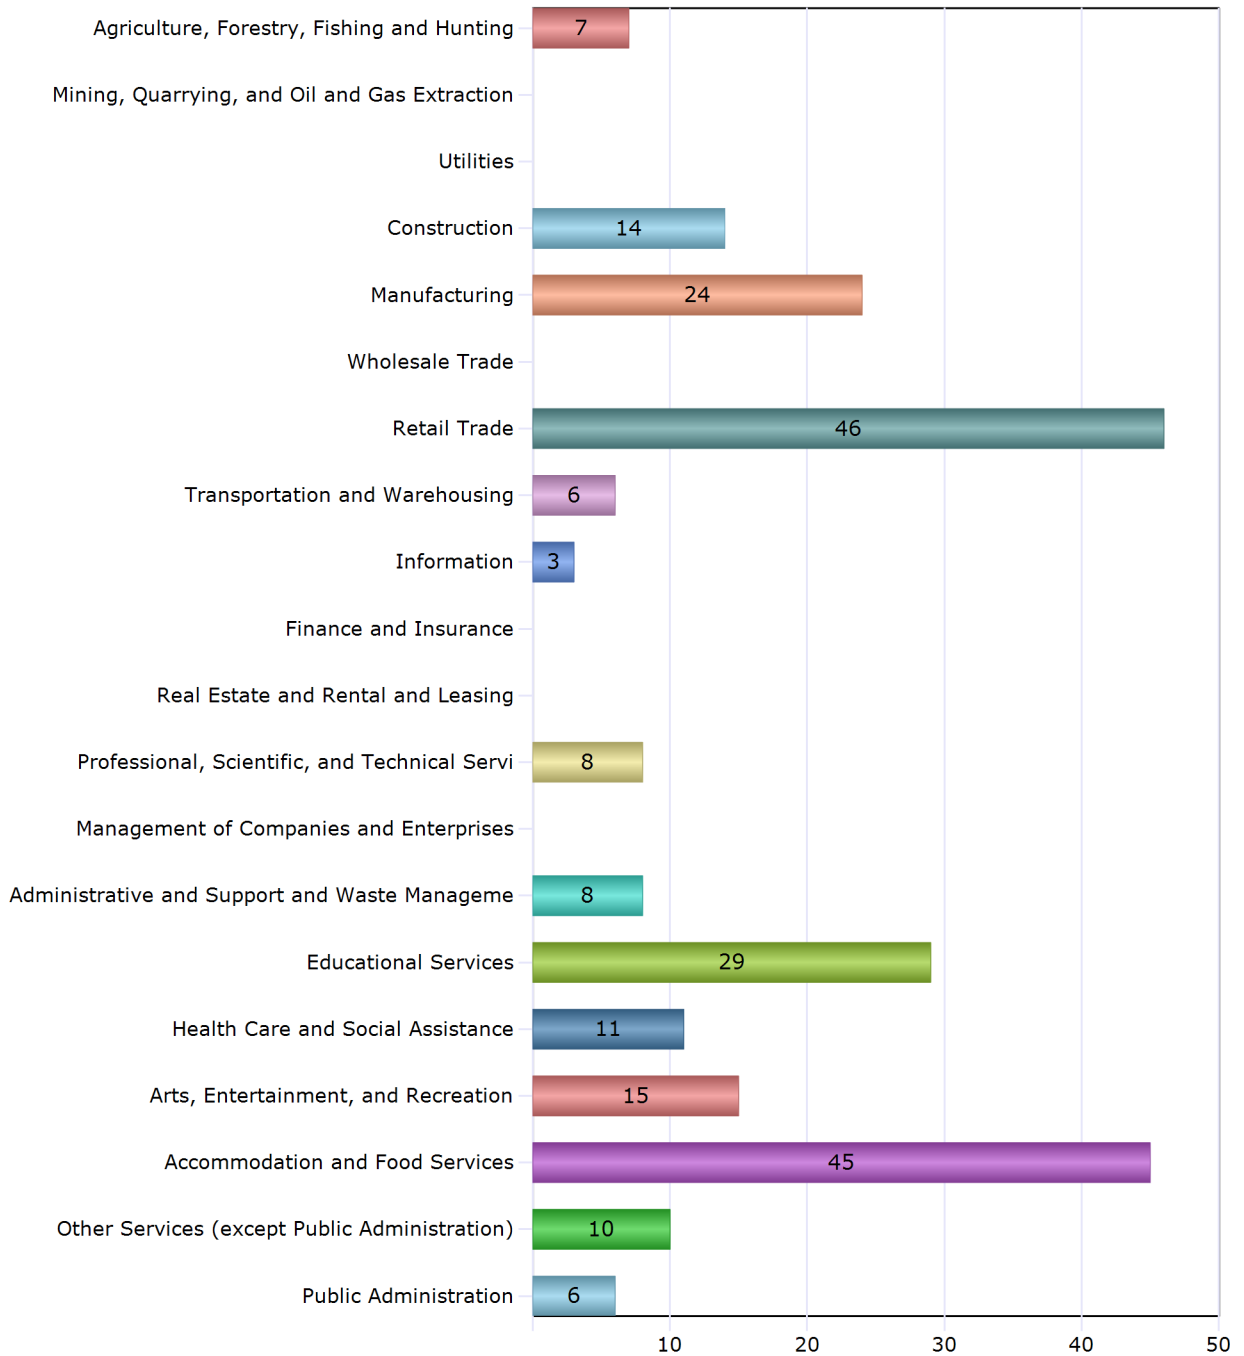 Agriculture, Forestry, Fishing and Hunting 7
Mining, Quarrying, and Oil and Gas Extraction
Utilities
Construction 14
Manufacturing 24
Wholesale Trade
Retail Trade 46
Transportation and Warehousing 6
Information 3
Finance and Insurance
Real Estate and Rental and Leasing
Professional, Scientific, and Technical Servi 8
Management of Companies and Enterprises
Administrative and Support and Waste Manageme 8
Educational Services 29
Health Care and Social Assistance 11
Arts, Entertainment, and Recreation 15
Accommodation and Food Services 45
Other Services (except Public Administration) 10
Public Administration 6
10 20 30 40 50